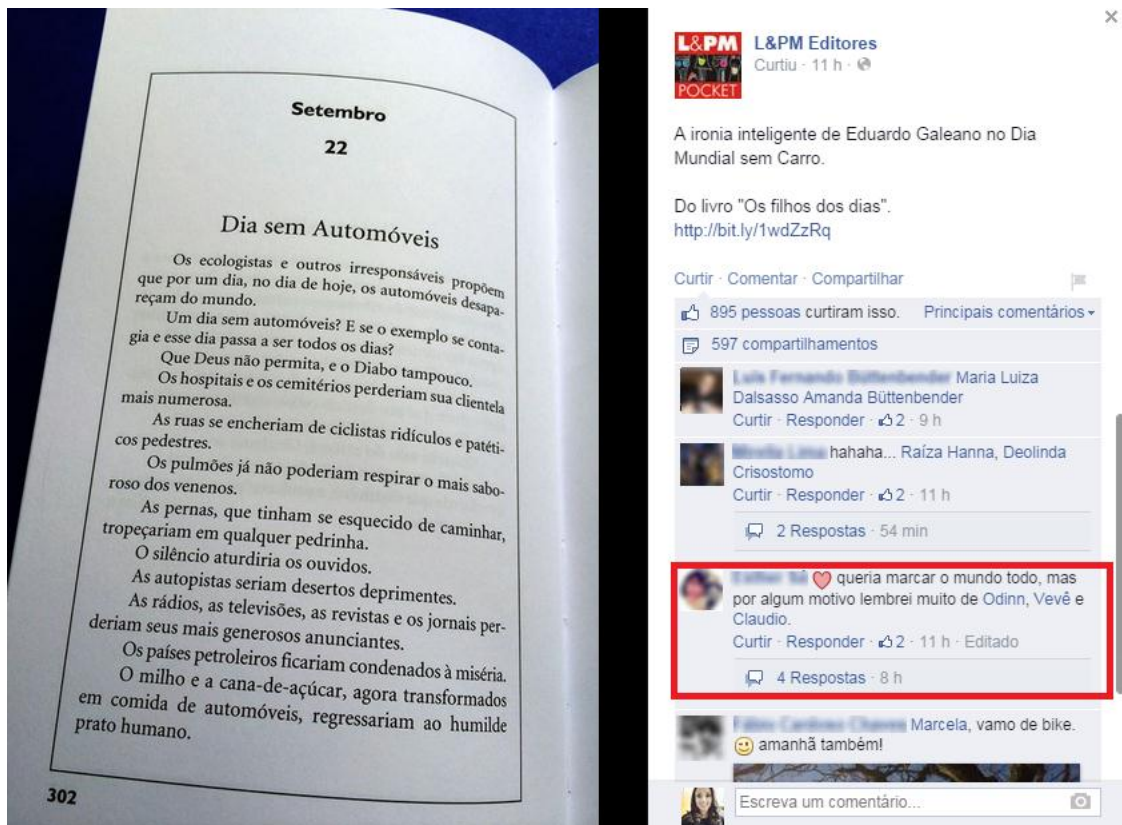 Setembro
22
Dia sem Automóveis
Os ecologistas e outros irresponsáveis propõem
que por um dia, no dia de hoje, os automóveis desapa-
reçam do mundo.
Um dia sem automóveis? E se o exemplo se conta-
gia e esse dia passa a ser todos os dias?
Que Deus não permita, e o Diabo tampouco.
Os hospitais e os cemitérios perderiam sua clientela
mais numerosa.
As ruas se encheriam de ciclistas ridículos e patéti-
cos pedestres.
Os pulmões já não poderiam respirar o mais sabo-
roso dos venenos.
As pernas, que tinham se esquecido de caminhar,
tropeçariam em qualquer pedrinha.
O silêncio aturdiria os ouvidos.
As autopistas seriam desertos deprimentes.
As rádios, as televisões, as revistas e os jornais per-
deriam seus mais generosos anunciantes.
Os países petroleiros ficariam condenados à miséria.
O milho e a cana-de-açúcar, agora transformados
em comida de automóveis, regressariam ao humilde
prato humano.
302
L&PM
POCKET
L&PM Editores
Curtiu · 11 h
A ironia inteligente de Eduardo Galeano no Dia
Mundial sem Carro.
Do livro "Os filhos dos dias".
http://bit.ly/1wdZzRq
Curtir · Comentar · Compartilhar
895 pessoas curtiram isso. Principais comentários
597 compartilhamentos
Maria Luiza
Dalsasso Amanda Büttenbender
Curtir · Responder · 2 · 9 h
hahaha... Raíza Hanna, Deolinda
Crisostomo
Curtir · Responder · 2 · 11 h
2 Respostas · 54 min
queria marcar o mundo todo, mas
por algum motivo lembrei muito de Odinn, Vevê e
Claudio.
Curtir · Responder · 2 · 11 h · Editado
4 Respostas · 8 h
Marcela, vamo de bike.
amanhã também!
Escreva um comentário...